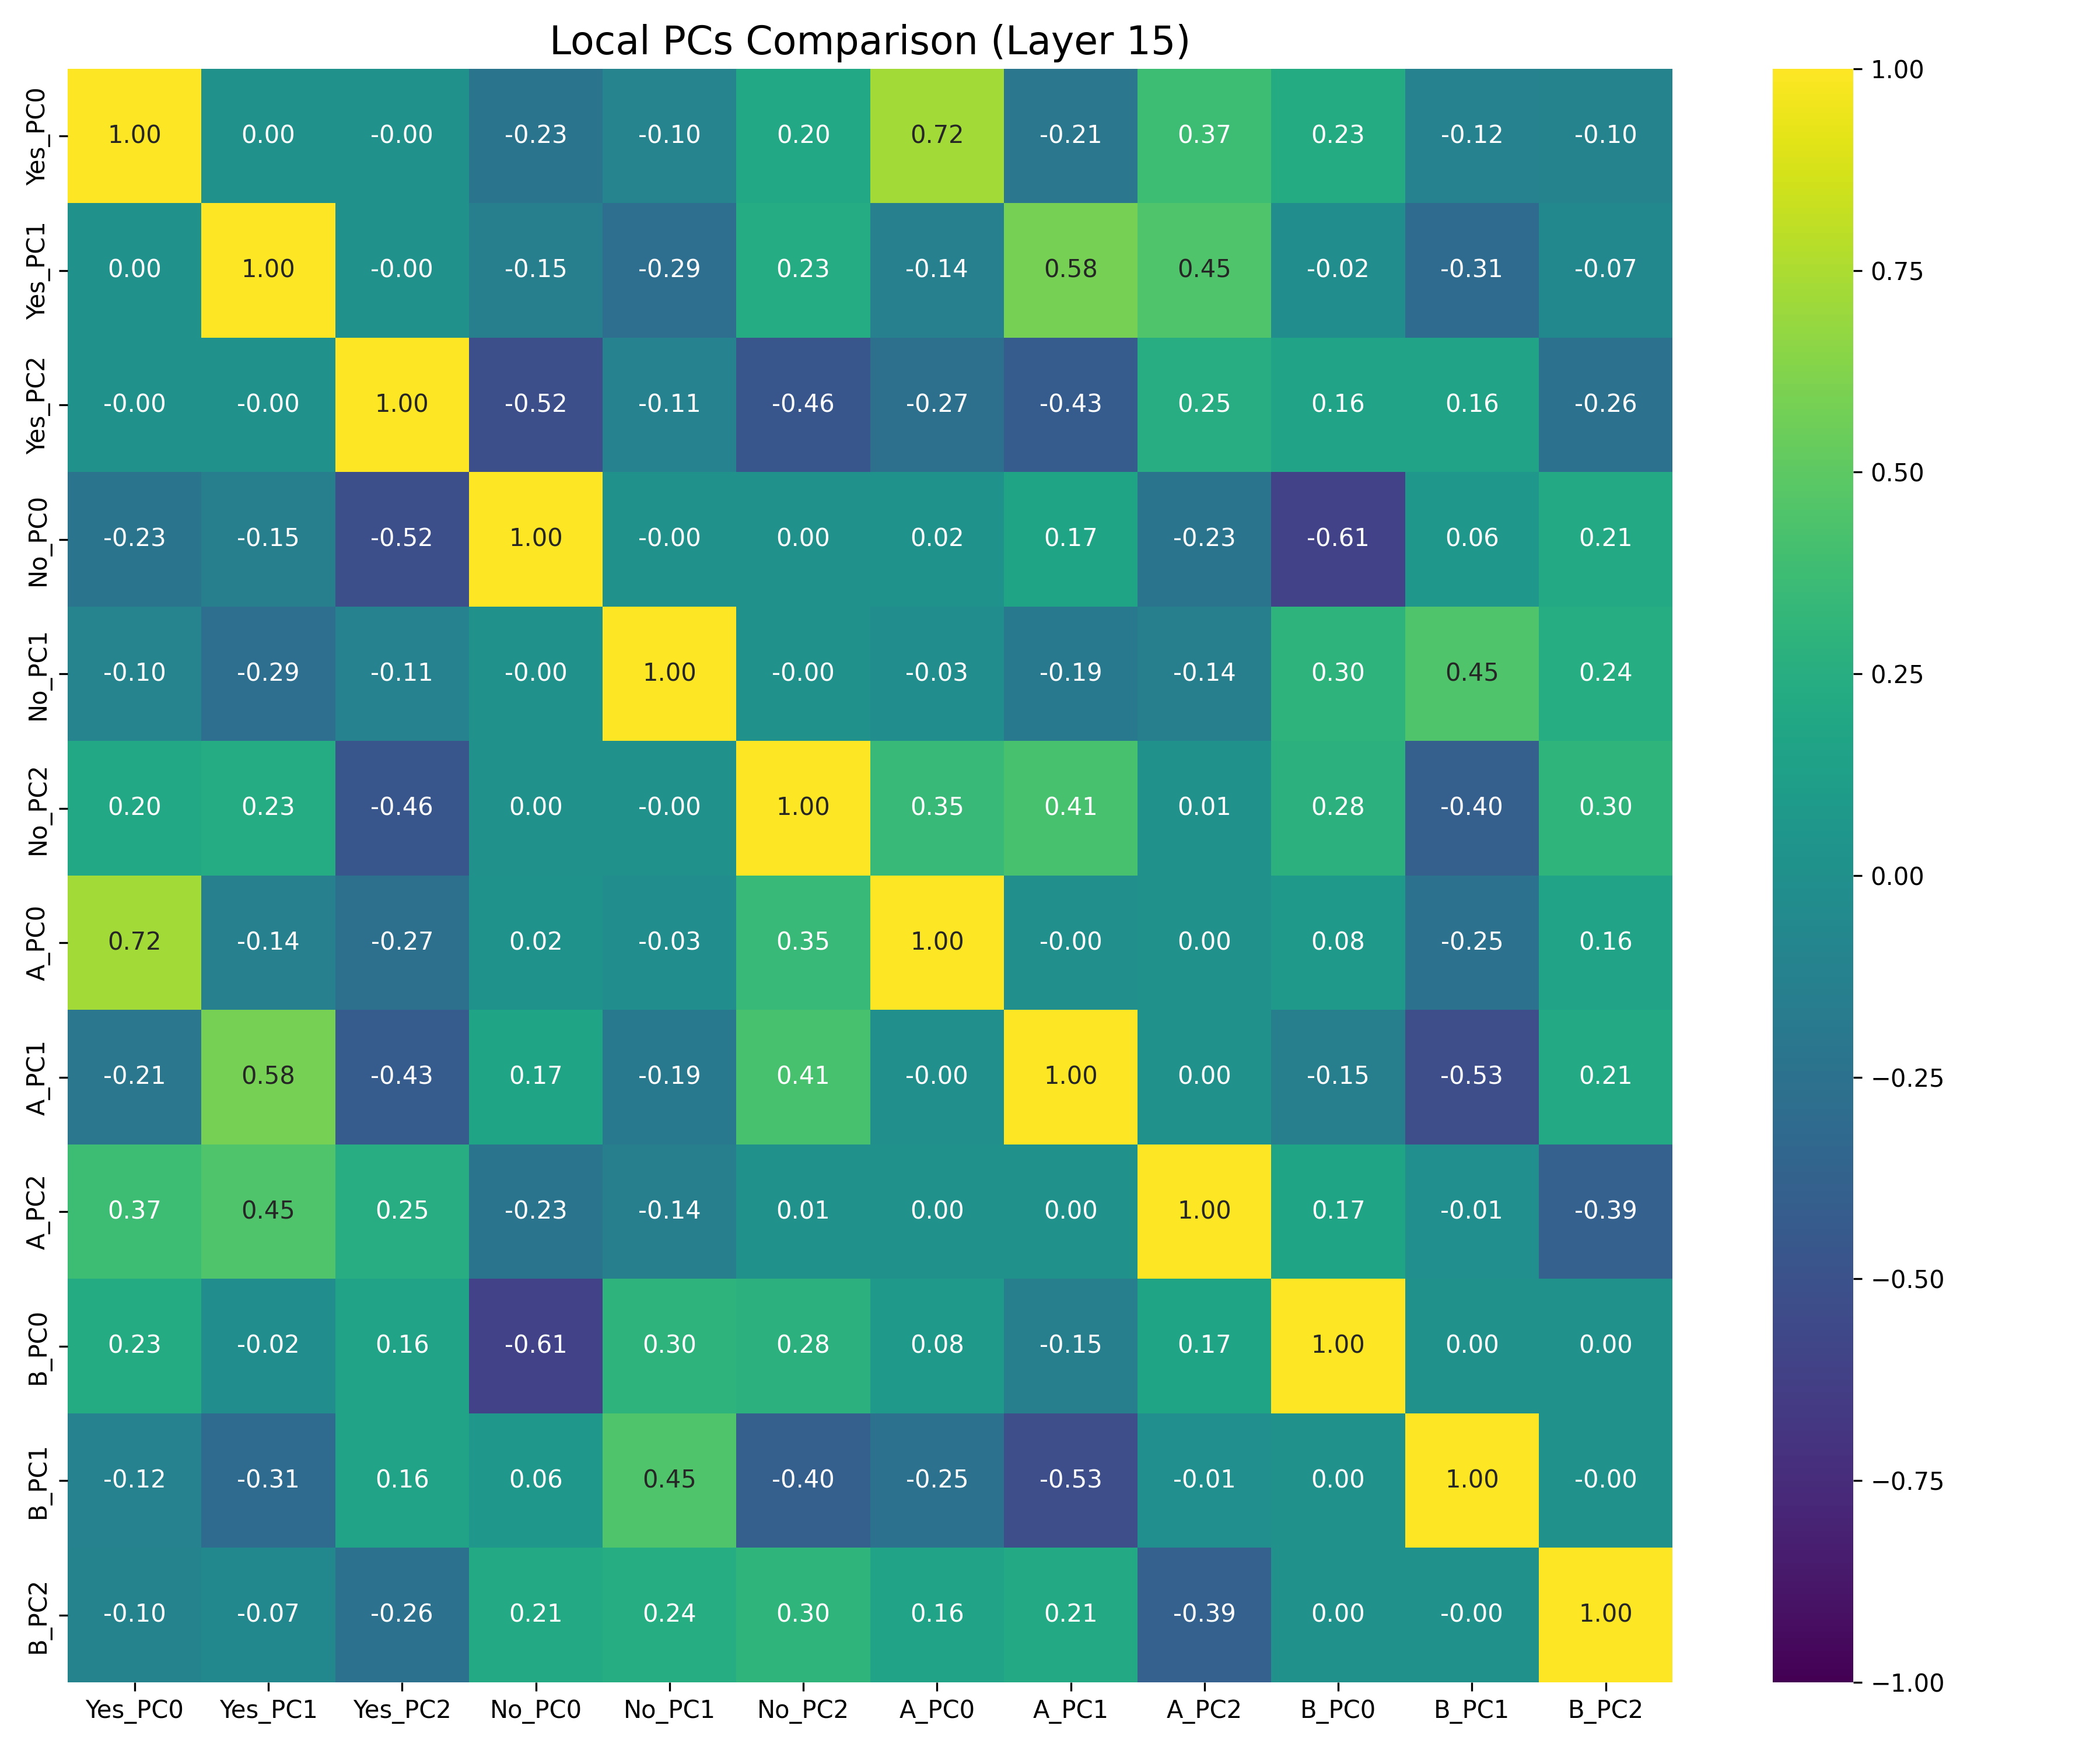 Local PCs Comparison (Layer 15)
Yes_PC0 1.00 0.00 -0.00 -0.23 -0.10 0.20 0.72 -0.21 0.37 0.23 -0.12 -0.10
Yes_PC1 0.00 1.00 -0.00 -0.15 -0.29 0.23 -0.14 0.58 0.45 -0.02 -0.31 -0.07
Yes_PC2 -0.00 -0.00 1.00 -0.52 -0.11 -0.46 -0.27 -0.43 0.25 0.16 0.16 -0.26
No_PC0 -0.23 -0.15 -0.52 1.00 -0.00 0.00 0.02 0.17 -0.23 -0.61 0.06 0.21
No_PC1 -0.10 -0.29 -0.11 -0.00 1.00 -0.00 -0.03 -0.19 -0.14 0.30 0.45 0.24
No_PC2 0.20 0.23 -0.46 0.00 -0.00 1.00 0.35 0.41 0.01 0.28 -0.40 0.30
A_PC0 0.72 -0.14 -0.27 0.02 -0.03 0.35 1.00 -0.00 0.00 0.08 -0.25 0.16
A_PC1 -0.21 0.58 -0.43 0.17 -0.19 0.41 -0.00 1.00 0.00 -0.15 -0.53 0.21
A_PC2 0.37 0.45 0.25 -0.23 -0.14 0.01 0.00 0.00 1.00 0.17 -0.01 -0.39
B_PC0 0.23 -0.02 0.16 -0.61 0.30 0.28 0.08 -0.15 0.17 1.00 0.00 0.00
B_PC1 -0.12 -0.31 0.16 0.06 0.45 -0.40 -0.25 -0.53 -0.01 0.00 1.00 -0.00
B_PC2 -0.10 -0.07 -0.26 0.21 0.24 0.30 0.16 0.21 -0.39 0.00 -0.00 1.00
Yes_PC0 Yes_PC1 Yes_PC2 No_PC0 No_PC1 No_PC2 A_PC0 A_PC1 A_PC2 B_PC0 B_PC1 B_PC2
1.00
0.75
0.50
0.25
0.00
−0.25
−0.50
−0.75
−1.00